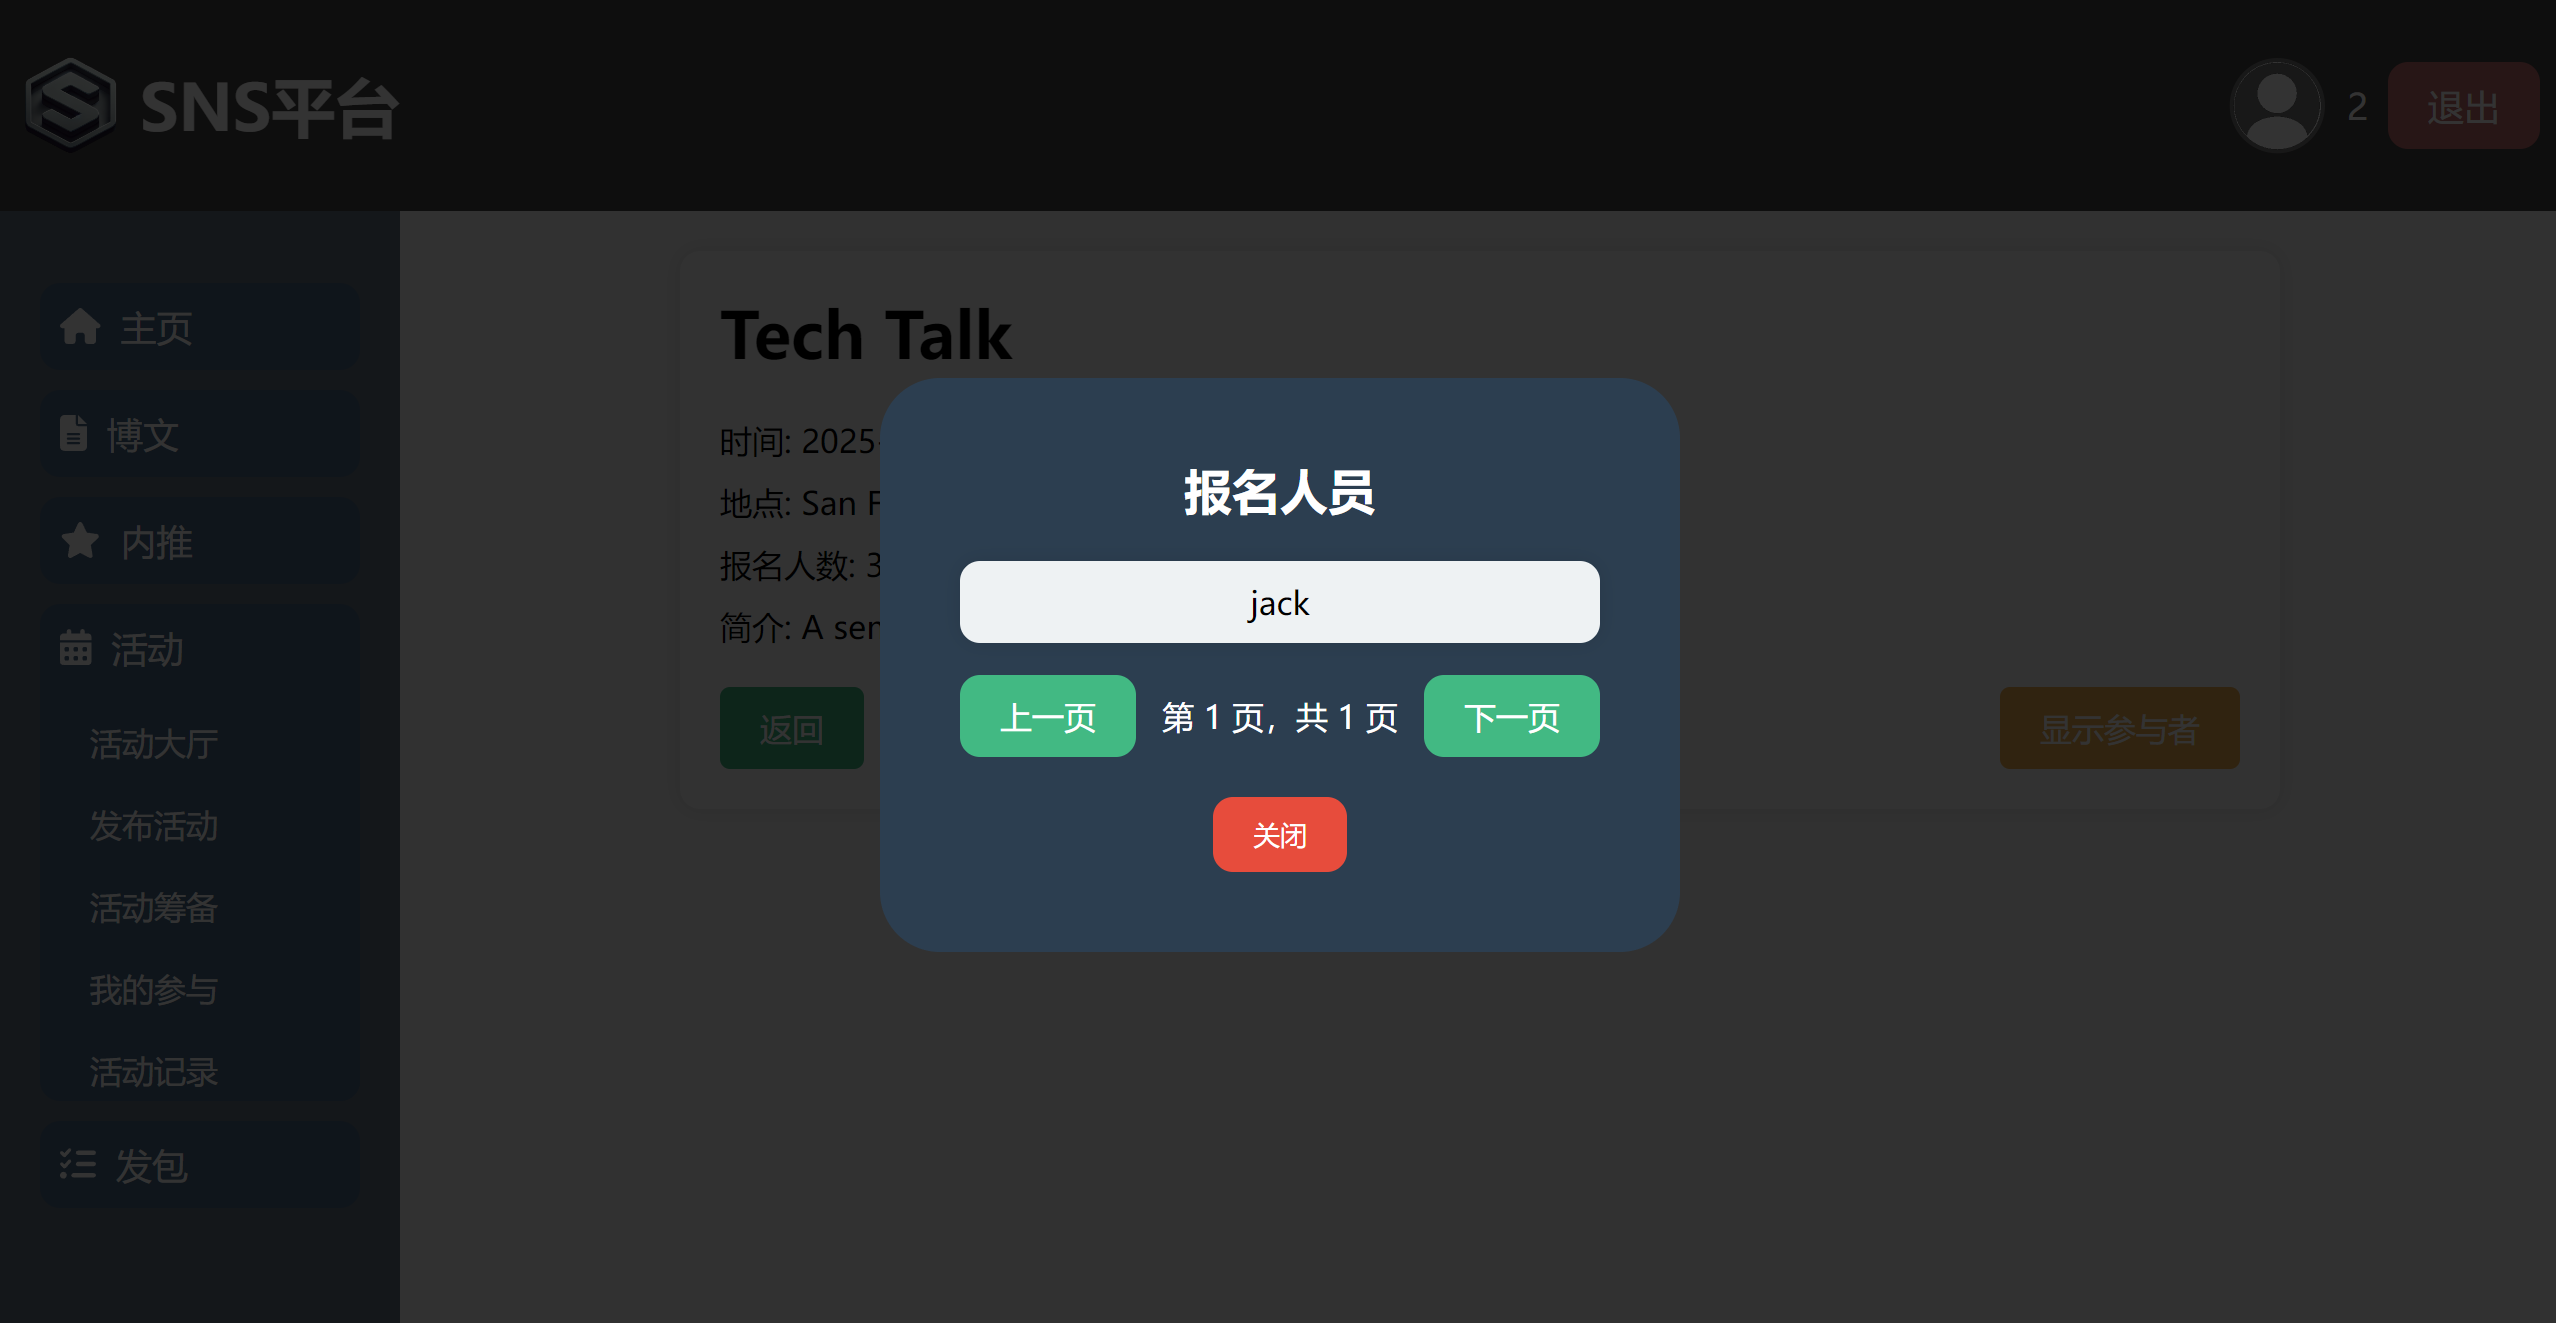 SNS平台
2
退出
主页
博文
内推
活动
活动大厅
发布活动
活动筹备
我的参与
活动记录
发包
Tech Talk
时间: 2025-
地点: San F
报名人数: 3
简介: A sen
返回
显示参与者
报名人员
jack
上一页
第 1 页，共 1 页
下一页
关闭